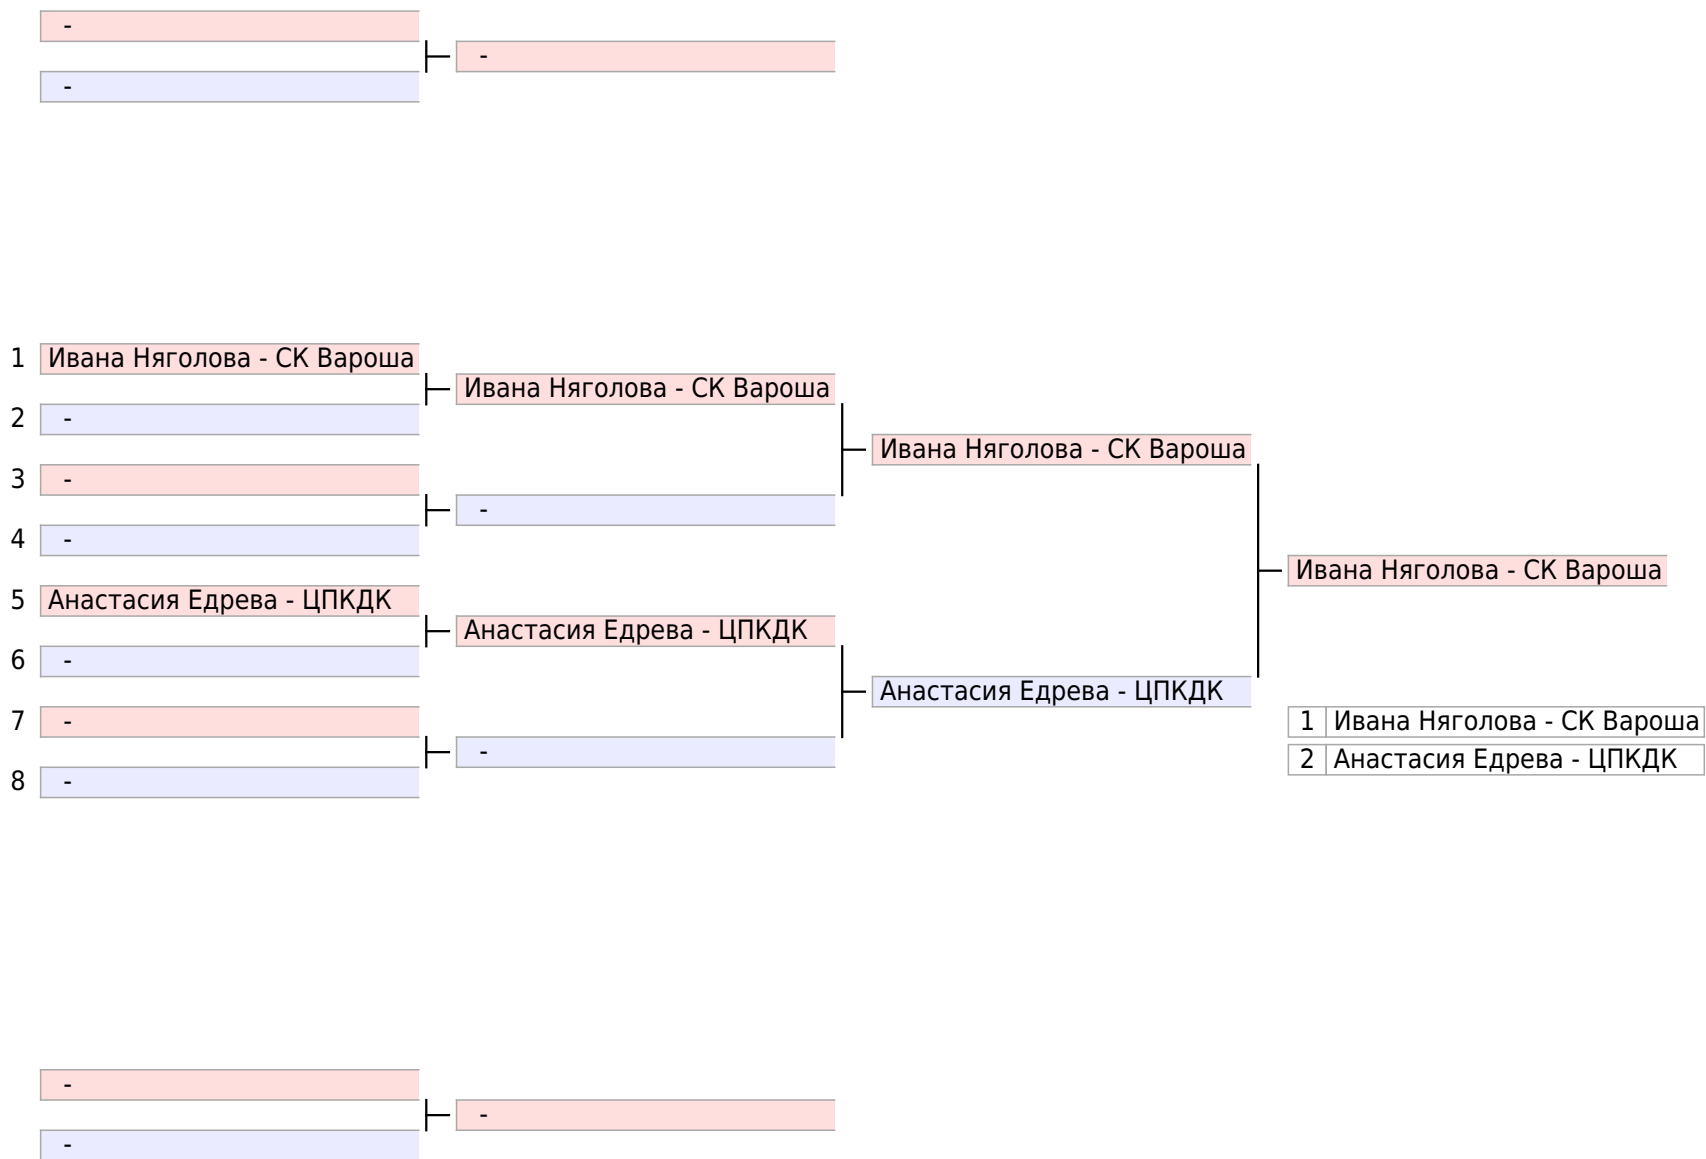 -
-
-
1 Ивана Няголова - СК Вароша
Ивана Няголова - СК Вароша
2 -
Ивана Няголова - СК Вароша
3 -
-
4 -
Ивана Няголова - СК Вароша
5 Анастасия Едрева - ЦПКДК
Анастасия Едрева - ЦПКДК
6 -
Анастасия Едрева - ЦПКДК
7 -
1 Ивана Няголова - СК Вароша
-
2 Анастасия Едрева - ЦПКДК
8 -
-
-
-